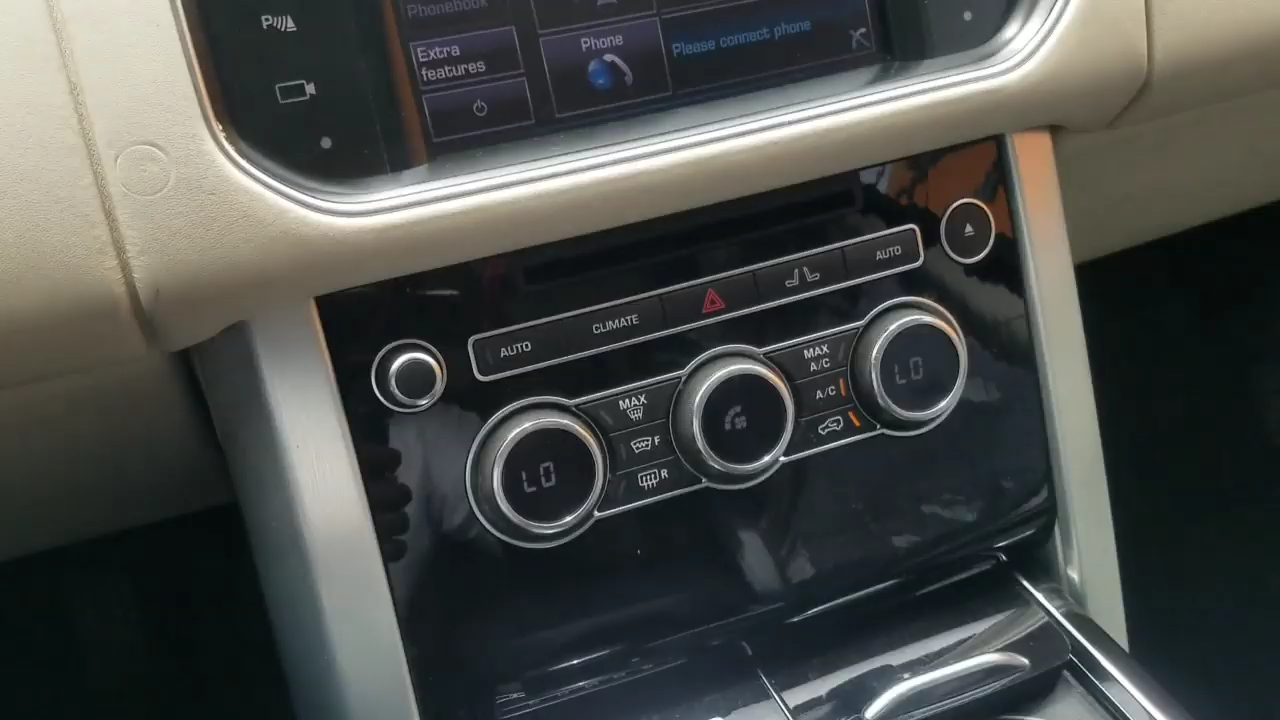 Phonebook
P
Extra
features
Phone
Please connect phone
AUTO
CLIMATE
AUTO
MAX
F
R
MAX
A/C
A/C
LO
LO